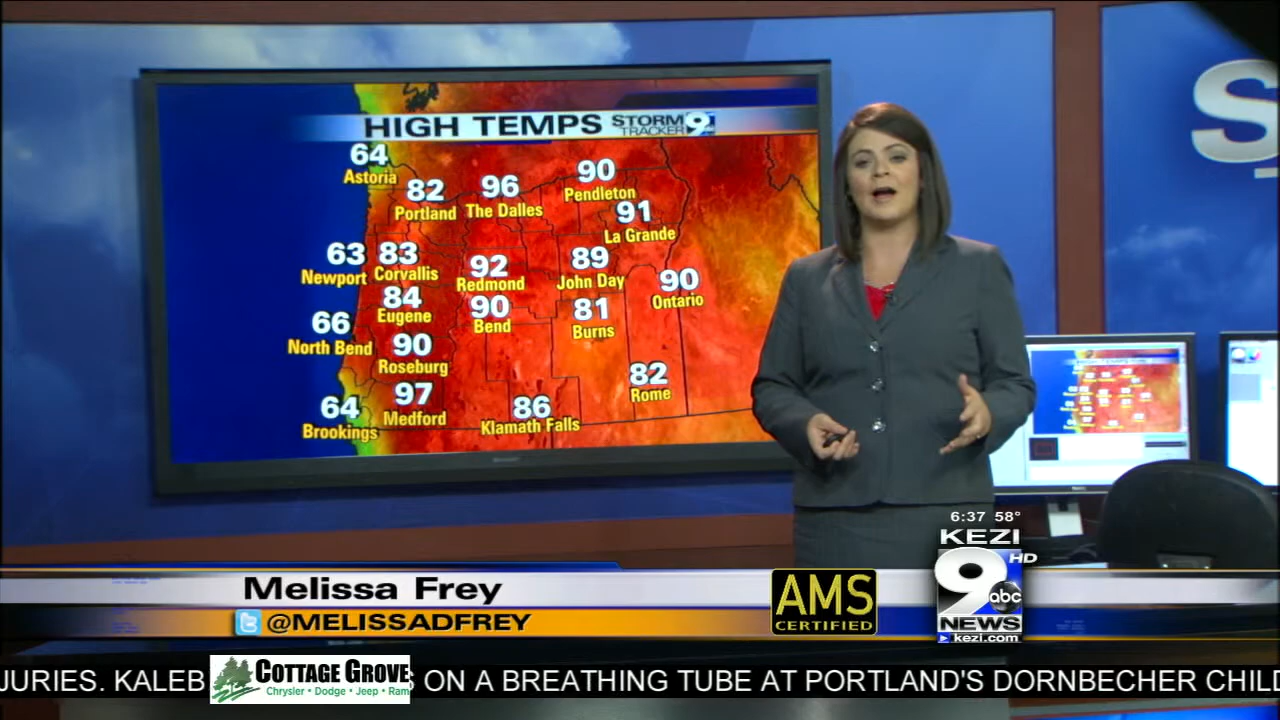 HIGH TEMPS STORM TRACKER 9
64
Astoria
82
Portland
96
The Dalles
90
Pendleton
91
La Grande
63
Newport
83
Corvallis
92
Redmond
89
John Day
90
Ontario
84
Eugene
90
Bend
81
Burns
66
North Bend
90
Roseburg
82
Rome
64
Brookings
97
Medford
86
Klamath Falls
S
6:37 58°
KEZI
9 HD
abc
NEWS
kezi.com
Melissa Frey
@MELISSADFREY
AMS
CERTIFIED
JURIES. KALEB
COTTAGE GROVE
Chrysler • Dodge • Jeep • Ram
S ON A BREATHING TUBE AT PORTLAND'S DORNBECHER CHILD